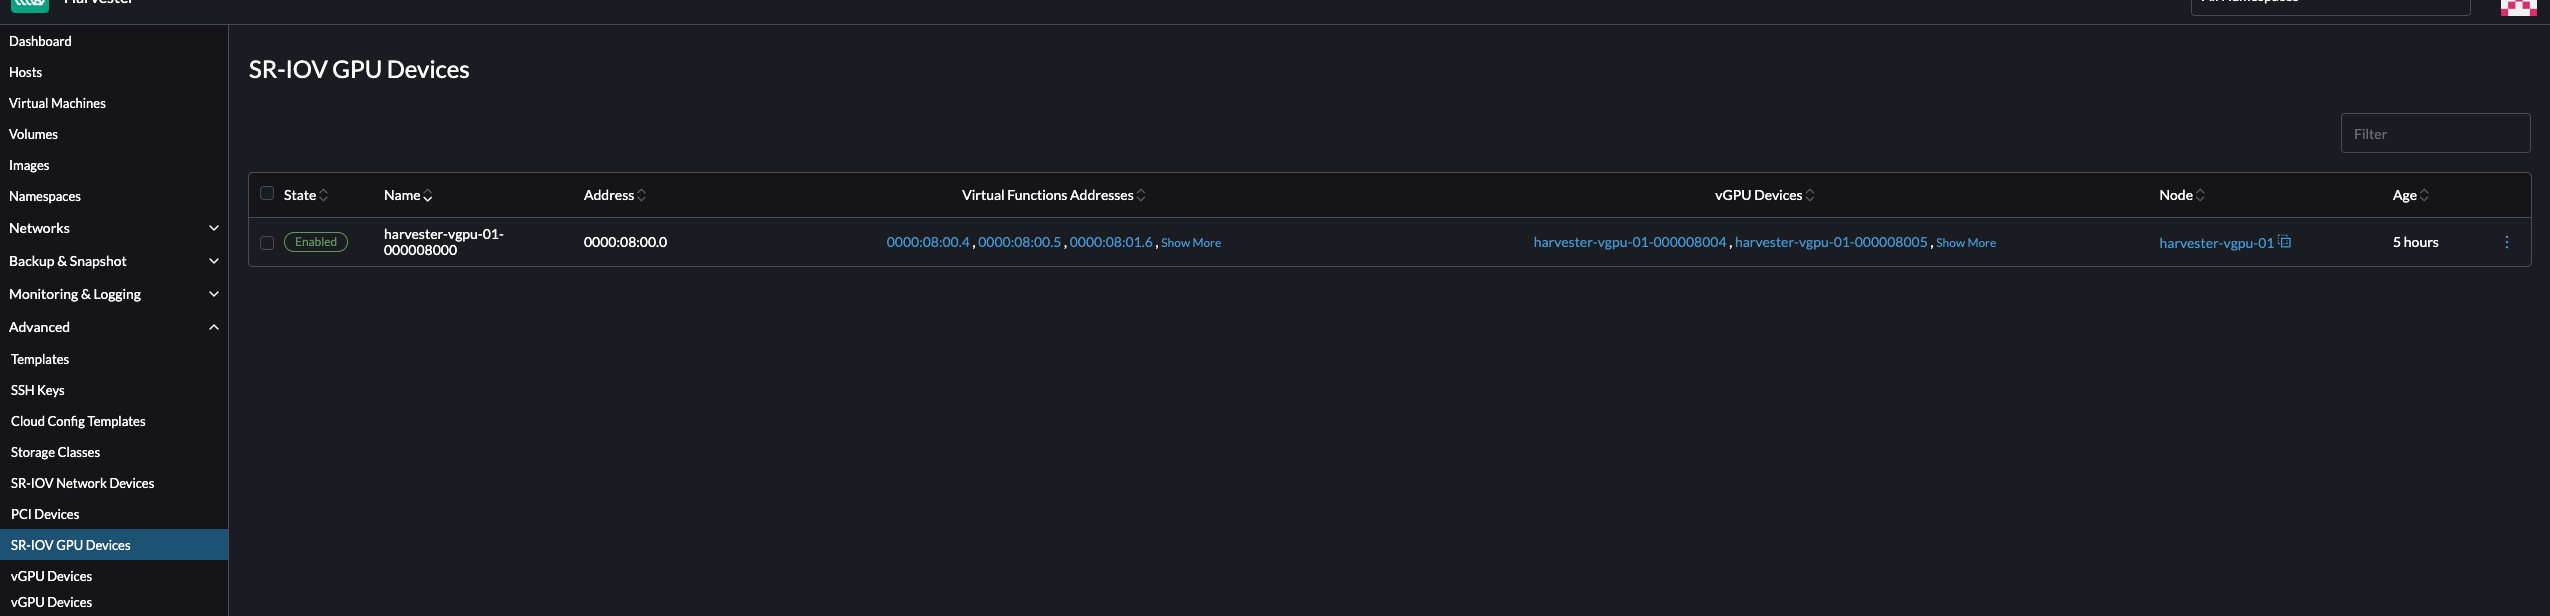 Harvester
Dashboard
Hosts
Virtual Machines
Volumes
Images
Namespaces
Networks
Backup & Snapshot
Monitoring & Logging
Advanced
Templates
SSH Keys
Cloud Config Templates
Storage Classes
SR-IOV Network Devices
PCI Devices
SR-IOV GPU Devices
vGPU Devices
vGPU Devices
SR-IOV GPU Devices
Filter
State Name Address Virtual Functions Addresses vGPU Devices Node Age
Enabled harvester-vgpu-01-000008000 0000:08:00.0 0000:08:00.4 , 0000:08:00.5 , 0000:08:01.6 , Show More harvester-vgpu-01-000008004 , harvester-vgpu-01-000008005 , Show More harvester-vgpu-01 5 hours